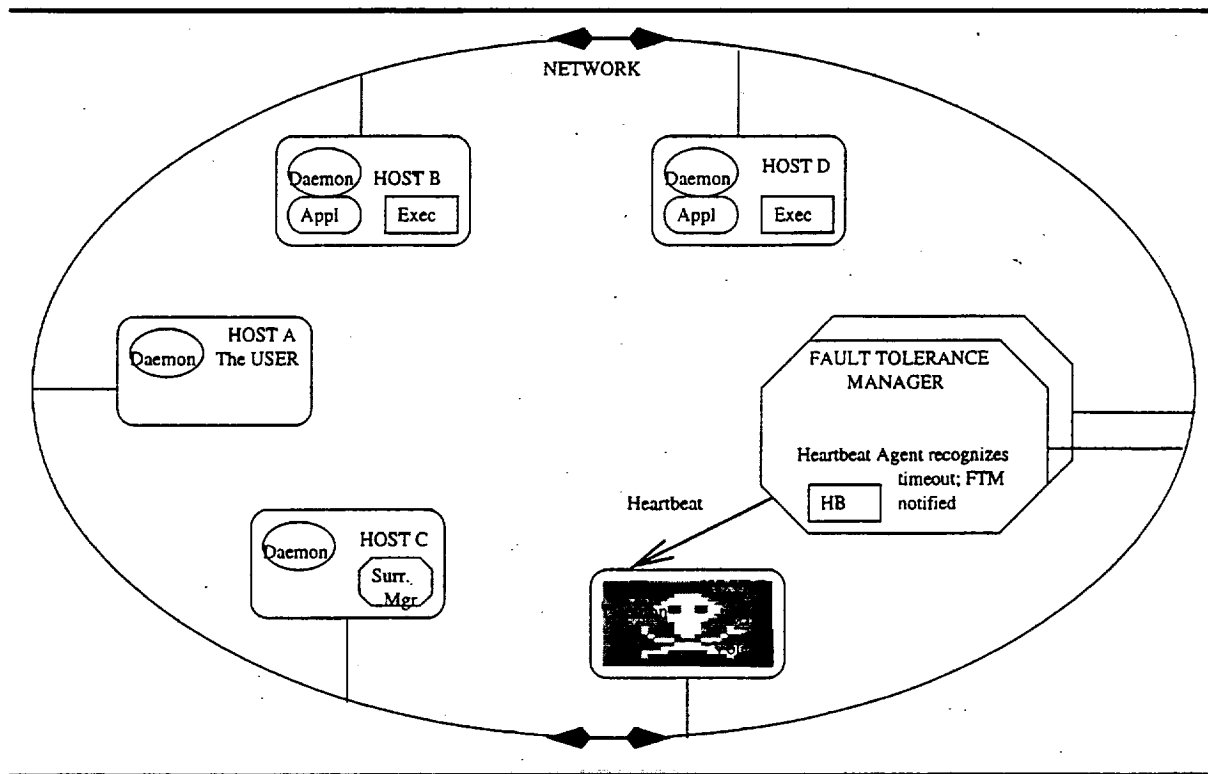 NETWORK
Daemon
HOST B
Appl
Exec
Daemon
HOST D
Appl
Exec
Daemon
HOST A
The USER
FAULT TOLERANCE
MANAGER
Heartbeat Agent recognizes
timeout; FTM
HB
notified
Heartbeat
Daemon
HOST C
Surr.
Mgr